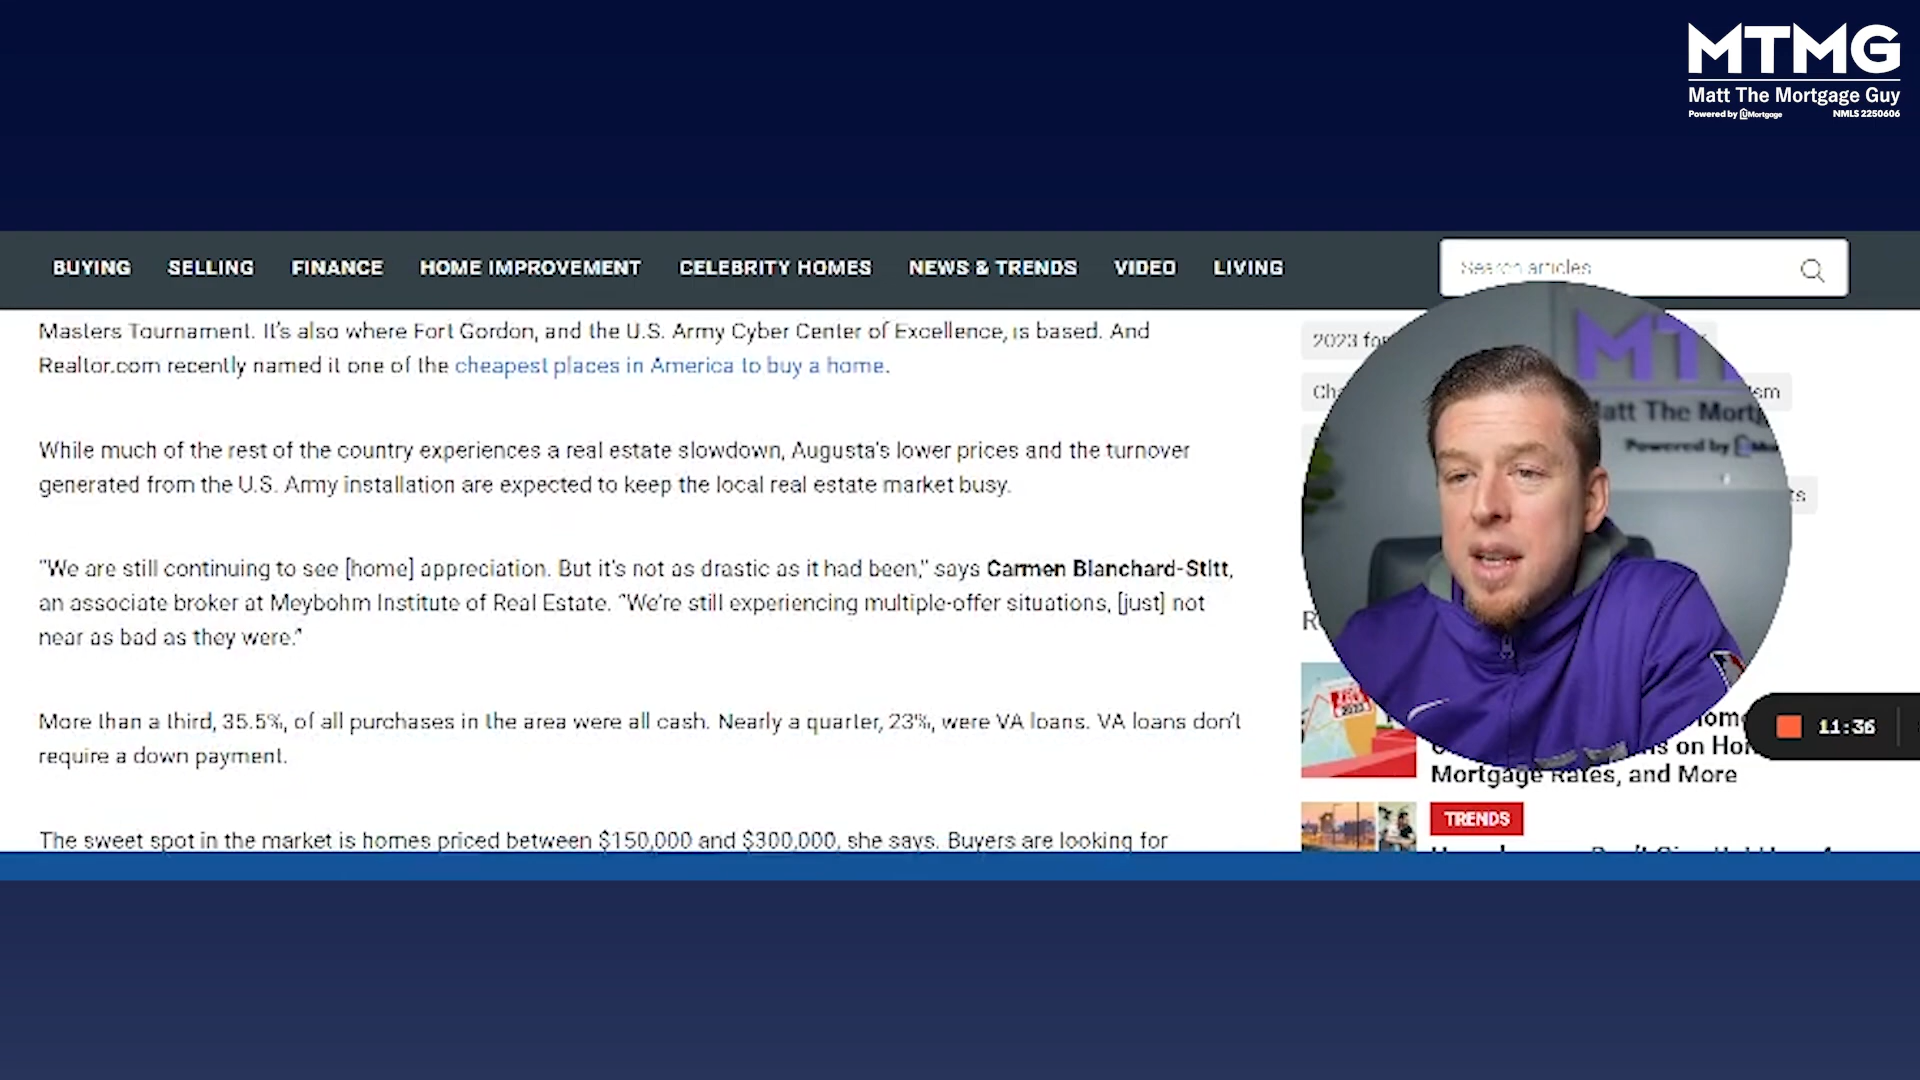 MTMG
Matt The Mortgage Guy
Powered by UMortgage NMLS 2250606
BUYING SELLING FINANCE HOME IMPROVEMENT CELEBRITY HOMES NEWS & TRENDS VIDEO LIVING
Search articles
Masters Tournament. It's also where Fort Gordon, and the U.S. Army Cyber Center of Excellence, is based. And
Realtor.com recently named it one of the cheapest places in America to buy a home.
While much of the rest of the country experiences a real estate slowdown, Augusta's lower prices and the turnover
generated from the U.S. Army installation are expected to keep the local real estate market busy.
"We are still continuing to see [home] appreciation. But it's not as drastic as it had been," says Carmen Blanchard-Stitt,
an associate broker at Meybohm Institute of Real Estate. "We're still experiencing multiple-offer situations, [just] not
near as bad as they were."
More than a third, 35.5%, of all purchases in the area were all cash. Nearly a quarter, 23%, were VA loans. VA loans don't
require a down payment.
The sweet spot in the market is homes priced between $150,000 and $300,000, she says. Buyers are looking for
2023
The
Powered by
11:36
on
Mortgage Rates, and More
TRENDS